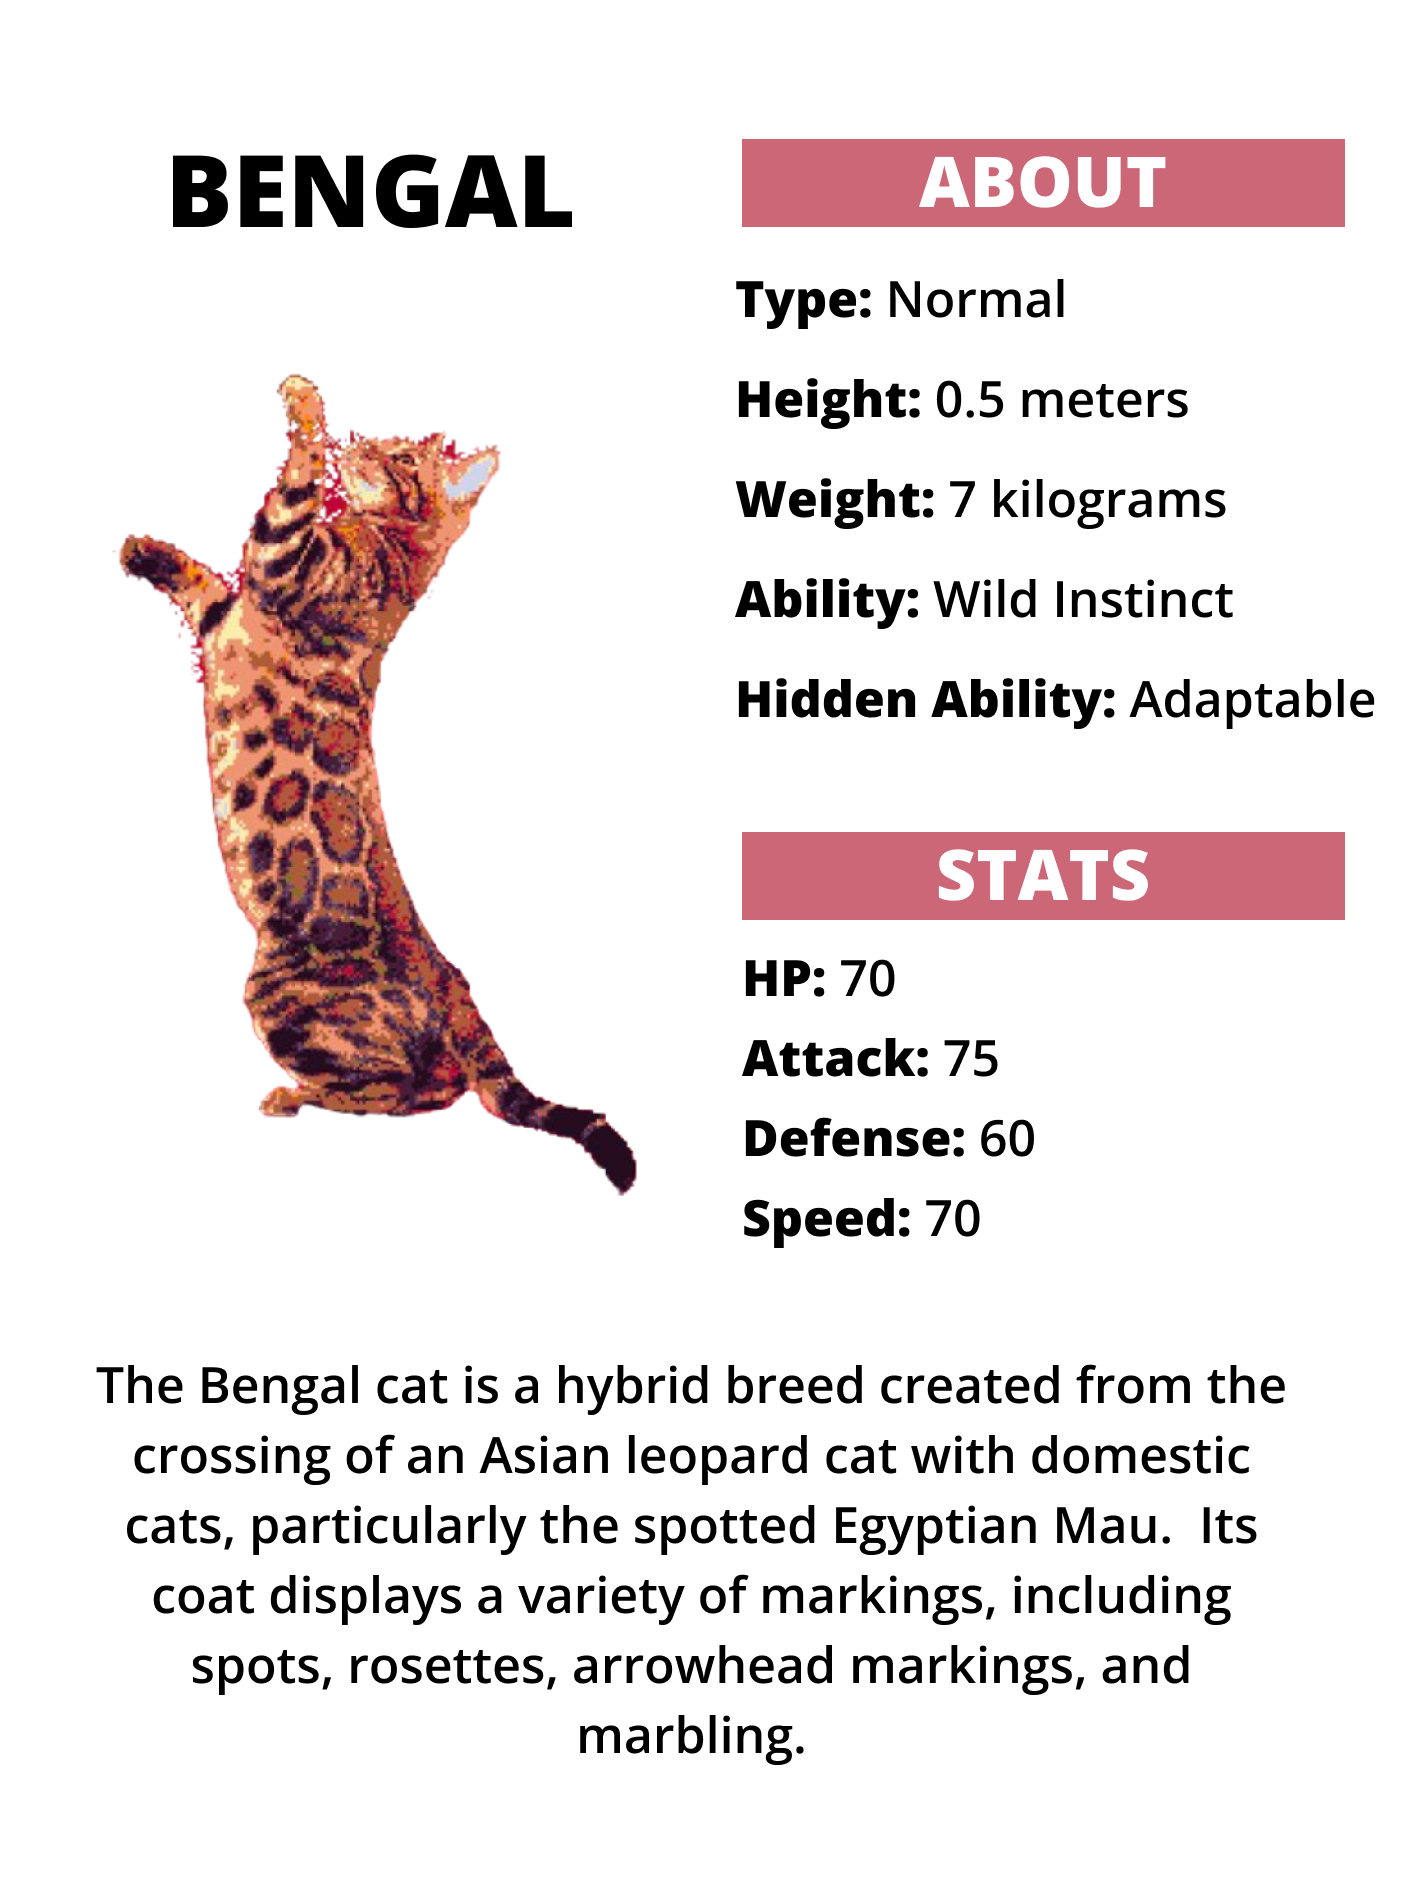 BENGAL
ABOUT
Type: Normal
Height: 0.5 meters
Weight: 7 kilograms
Ability: Wild Instinct
Hidden Ability: Adaptable
STATS
HP: 70
Attack: 75
Defense: 60
Speed: 70
The Bengal cat is a hybrid breed created from the
crossing of an Asian leopard cat with domestic
cats, particularly the spotted Egyptian Mau.  Its
coat displays a variety of markings, including
spots, rosettes, arrowhead markings, and
marbling.